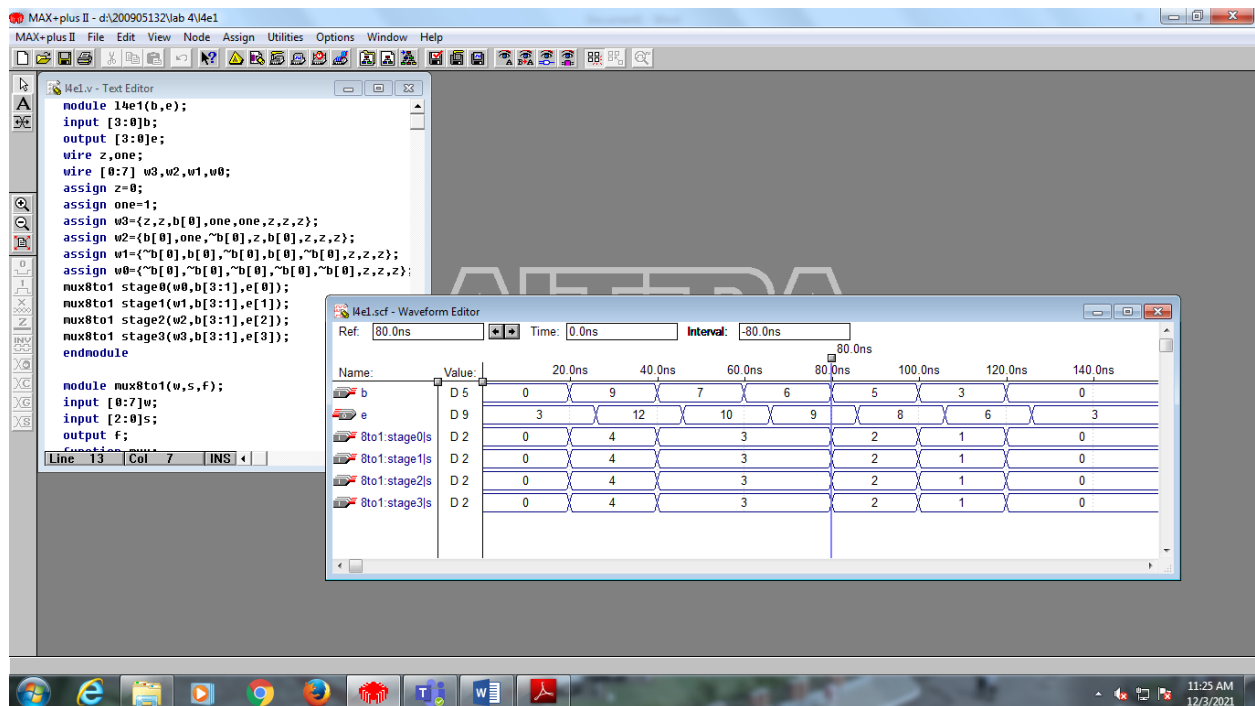 MAX+plus II - d:\200905132\lab 4\l4e1
MAX+plus II File Edit View Node Assign Utilities Options Window Help
l4e1.v - Text Editor
module l4e1(b,e);
input [3:0]b;
output [3:0]e;
wire z,one;
wire [0:7] w3,w2,w1,w0;
assign z=0;
assign one=1;
assign w3={z,z,b[0],one,one,z,z,z};
assign w2={b[0],one,~b[0],z,b[0],z,z,z};
assign w1={~b[0],b[0],~b[0],b[0],~b[0],z,z,z};
assign w0={~b[0],~b[0],~b[0],~b[0],~b[0],z,z,z};
mux8to1 stage0(w0,b[3:1],e[0]);
mux8to1 stage1(w1,b[3:1],e[1]);
mux8to1 stage2(w2,b[3:1],e[2]);
mux8to1 stage3(w3,b[3:1],e[3]);
endmodule
module mux8to1(w,s,f);
input [0:7]w;
input [2:0]s;
output f;
Line 13 Col 7 INS
l4e1.scf - Waveform Editor
Ref: 80.0ns Time: 0.0ns Interval: -80.0ns
80.0ns
Name: Value: 20.0ns 40.0ns 60.0ns 80.0ns 100.0ns 120.0ns 140.0ns
b D 5 0 9 7 6 5 3 0
e D 9 3 12 10 9 8 6 3
8to1:stage0|s D 2 0 4 3 2 1 0
8to1:stage1|s D 2 0 4 3 2 1 0
8to1:stage2|s D 2 0 4 3 2 1 0
8to1:stage3|s D 2 0 4 3 2 1 0
11:25 AM
12/3/2021